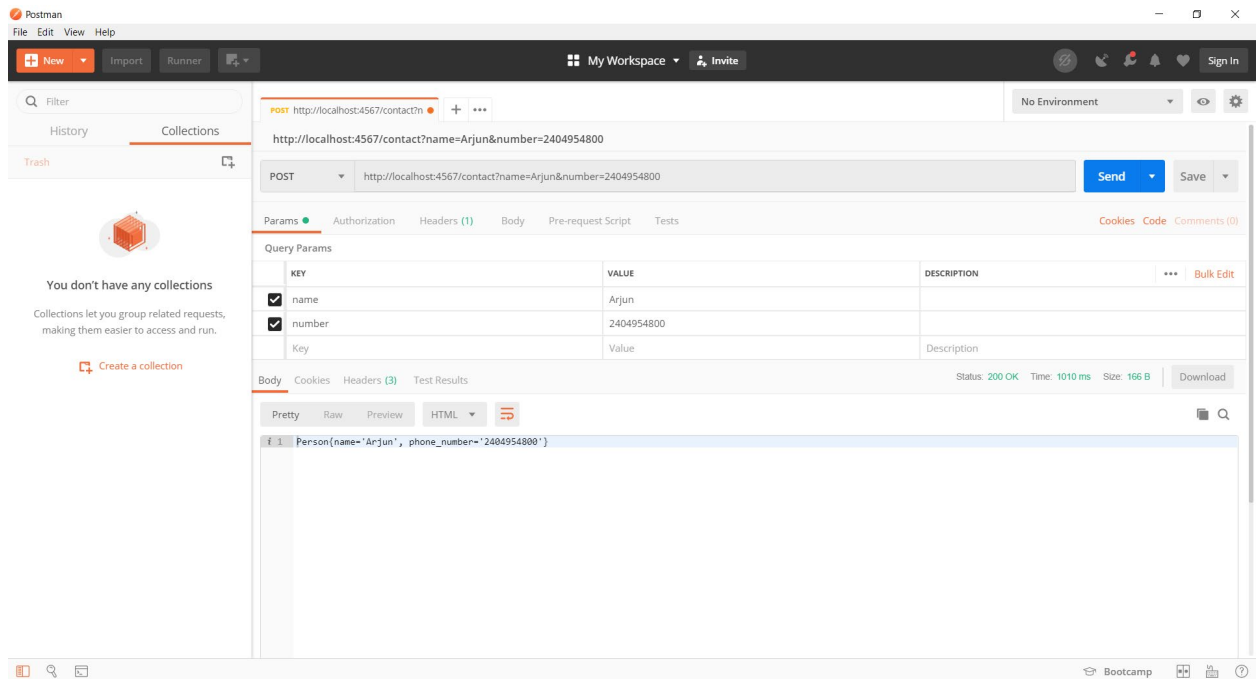 Postman
File Edit View Help
New Import Runner My Workspace Invite Sign In
Filter
History Collections
Trash
You don't have any collections
Collections let you group related requests,
making them easier to access and run.
Create a collection
POST http://localhost:4567/contact?n
No Environment
http://localhost:4567/contact?name=Arjun&number=2404954800
POST http://localhost:4567/contact?name=Arjun&number=2404954800 Send Save
Params Authorization Headers (1) Body Pre-request Script Tests Cookies Code Comments (0)
Query Params
KEY VALUE DESCRIPTION Bulk Edit
name Arjun
number 2404954800
Key Value Description
Body Cookies Headers (3) Test Results Status: 200 OK Time: 1010 ms Size: 166 B Download
Pretty Raw Preview HTML
i 1 Person{name='Arjun', phone_number='2404954800'}
Bootcamp